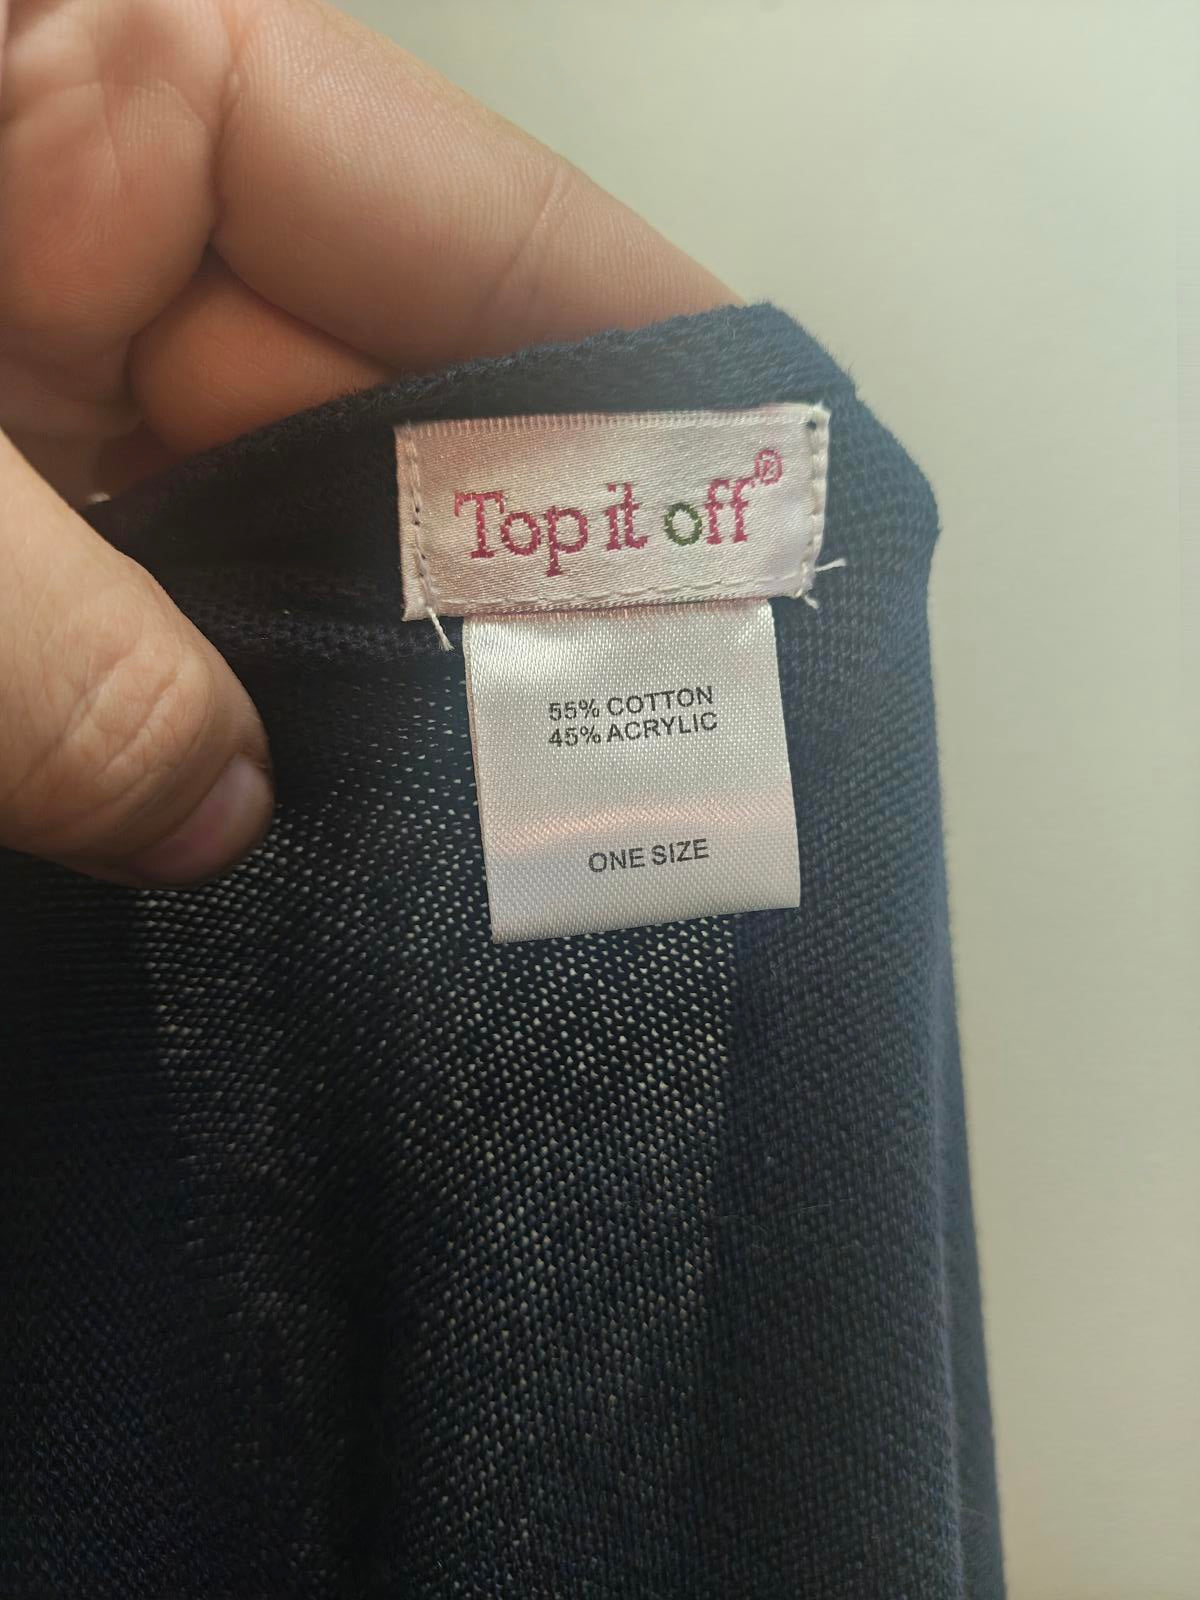 Top it off®
55% COTTON
45% ACRYLIC
ONE SIZE